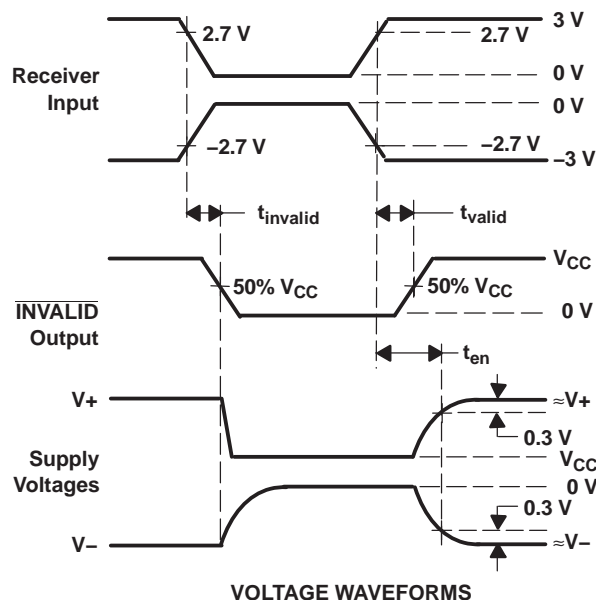 3 V
2.7 V
2.7 V
Receiver
Input
0 V
0 V
–2.7 V
–2.7 V
–3 V
tinvalid
tvalid
VCC
50% VCC
50% VCC
INVALID
Output
0 V
ten
V+
≈V+
0.3 V
Supply
Voltages
VCC
0 V
0.3 V
V–
≈V–
VOLTAGE WAVEFORMS